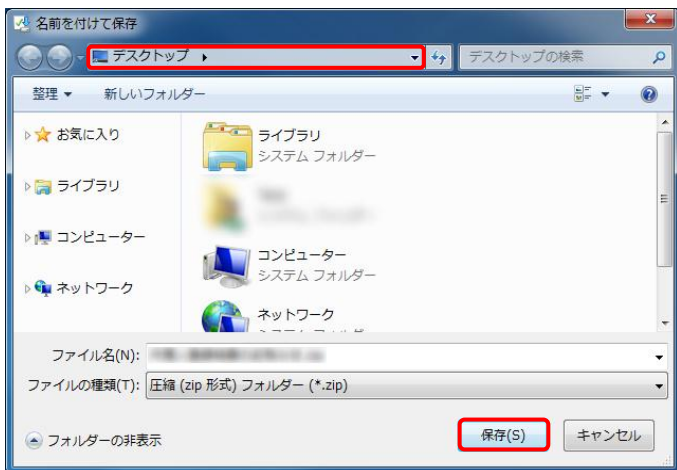 名前を付けて保存
デスクトップ
デスクトップの検索
整理 新しいフォルダー
お気に入り
ライブラリ
コンピューター
ネットワーク
ライブラリ
システム フォルダー
コンピューター
システム フォルダー
ネットワーク
ファイル名(N):
ファイルの種類(T): 圧縮 (zip 形式) フォルダー (*.zip)
フォルダーの非表示
保存(S)
キャンセル